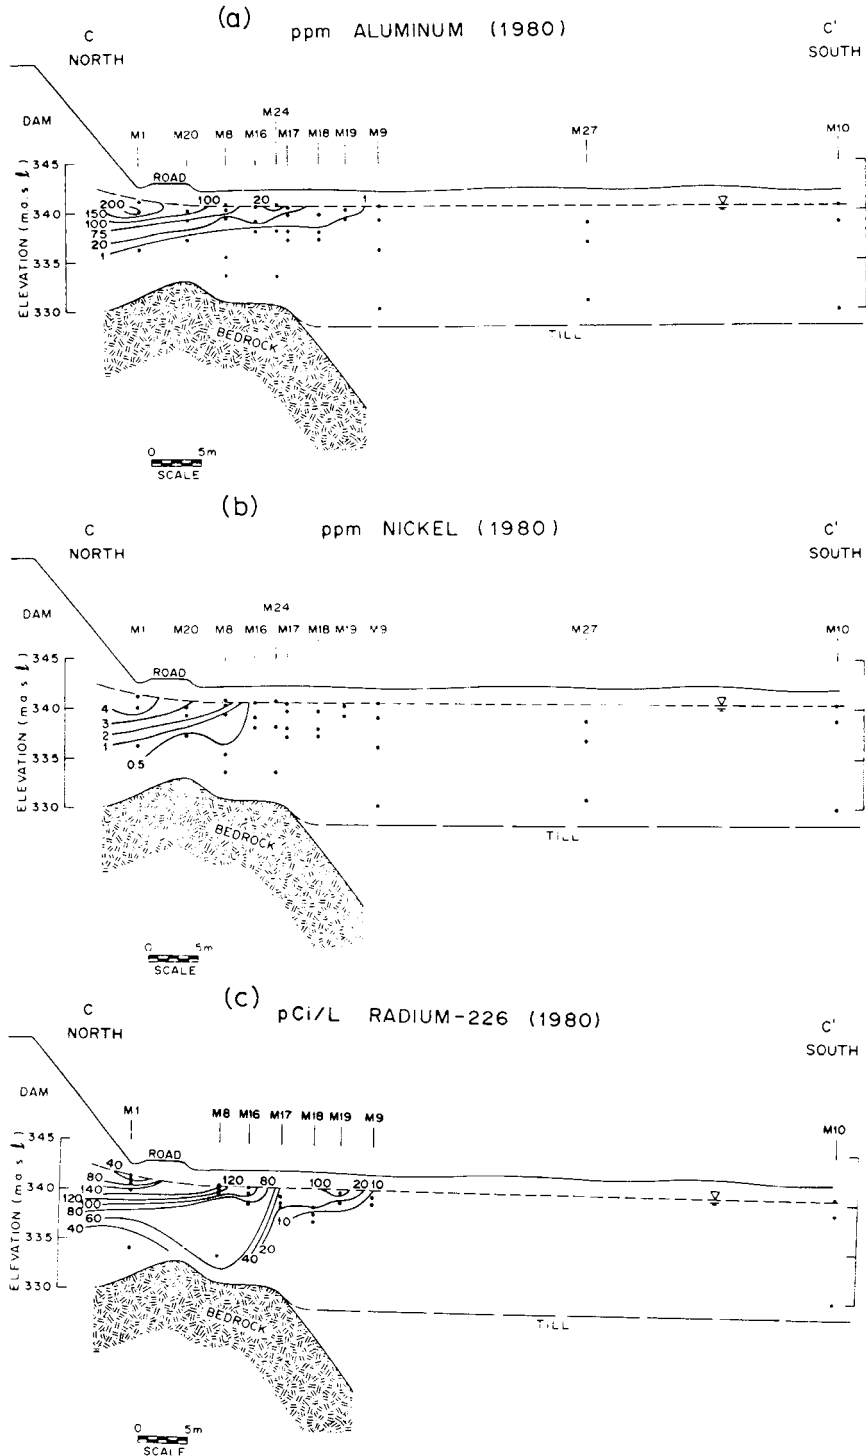 (a)
ppm ALUMINUM (1980)
C
NORTH
C'
SOUTH
DAM
M24
M1 M20 M8 M16 M17 M18 M19 M9 M27 M10
ROAD
ELEVATION (m a.s.l)
345
340
335
330
200
150
100
75
20
1
100
20
1
BEDROCK
TILL
0 5m
SCALE
(b)
ppm NICKEL (1980)
C
NORTH
C'
SOUTH
DAM
M24
M1 M20 M8 M16 M17 M18 M19 M9 M27 M10
ROAD
ELEVATION (m a s l)
345
340
335
330
4
3
2
1
0.5
BEDROCK
TILL
0 5m
SCALE
(c)
pCi/L RADIUM-226 (1980)
C
NORTH
C'
SOUTH
DAM
M1 M8 M16 M17 M18 M19 M9 M10
ROAD
ELEVATION (m a s l)
345
340
335
330
40
80
140
120
100
80
60
40
120
80
100
20
10
10
20
40
BEDROCK
TILL
0 5m
SCALE